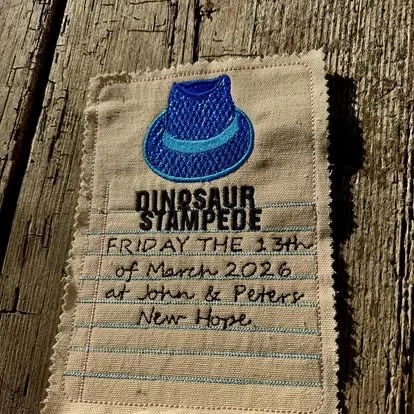 DINOSAUR
STAMPEDE
FRIDAY THE 13th
of March 2026
at John & Peters
New Hope